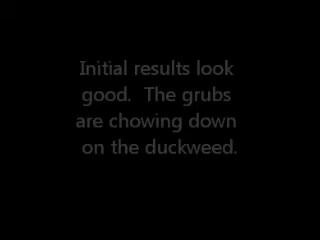 Initial results look
good.  The grubs
are chowing down
on the duckweed.